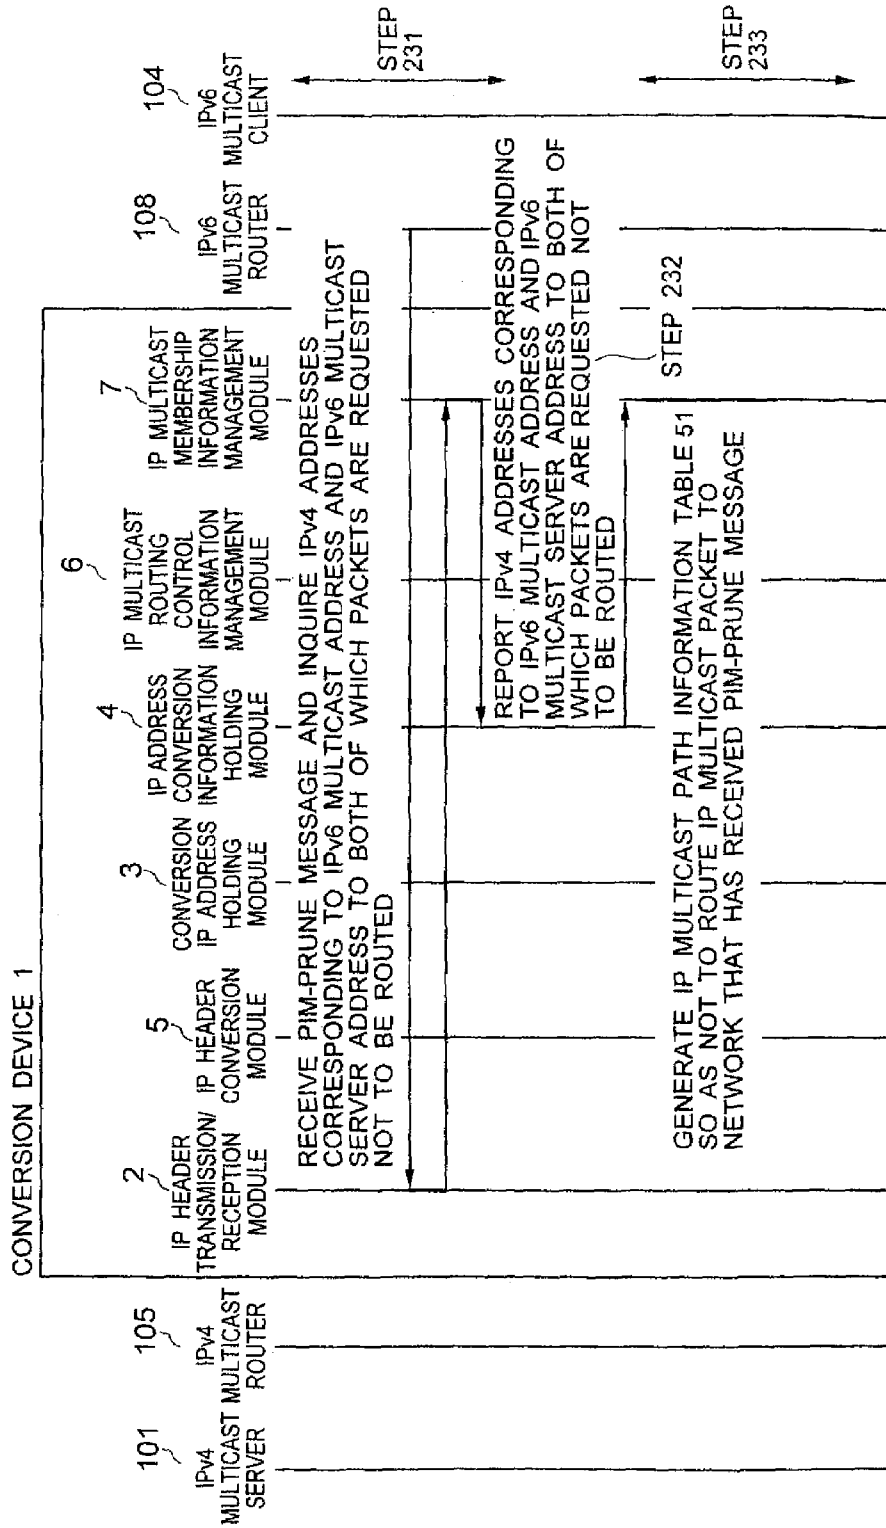 CONVERSION DEVICE 1
101
IPv4
MULTICAST
SERVER
105
IPv4
MULTICAST
ROUTER
2
IP HEADER
TRANSMISSION/
RECEPTION
MODULE
5
IP HEADER
CONVERSION
MODULE
3
CONVERSION
IP ADDRESS
HOLDING
MODULE
4
IP ADDRESS
CONVERSION
INFORMATION
HOLDING
MODULE
6
IP MULTICAST
ROUTING
CONTROL
INFORMATION
MANAGEMENT
MODULE
7
IP MULTICAST
MEMBERSHIP
INFORMATION
MANAGEMENT
MODULE
108
IPv6
MULTICAST
ROUTER
104
IPv6
MULTICAST
CLIENT
RECEIVE PIM-PRUNE MESSAGE AND INQUIRE IPv4 ADDRESSES
CORRESPONDING TO IPv6 MULTICAST ADDRESS AND IPv6 MULTICAST
SERVER ADDRESS TO BOTH OF WHICH PACKETS ARE REQUESTED
NOT TO BE ROUTED
STEP
231
REPORT IPv4 ADDRESSES CORRESPONDING
TO IPv6 MULTICAST ADDRESS AND IPv6
MULTICAST SERVER ADDRESS TO BOTH OF
WHICH PACKETS ARE REQUESTED NOT
TO BE ROUTED
STEP 232
GENERATE IP MULTICAST PATH INFORMATION TABLE 51
SO AS NOT TO ROUTE IP MULTICAST PACKET TO
NETWORK THAT HAS RECEIVED PIM-PRUNE MESSAGE
STEP
233